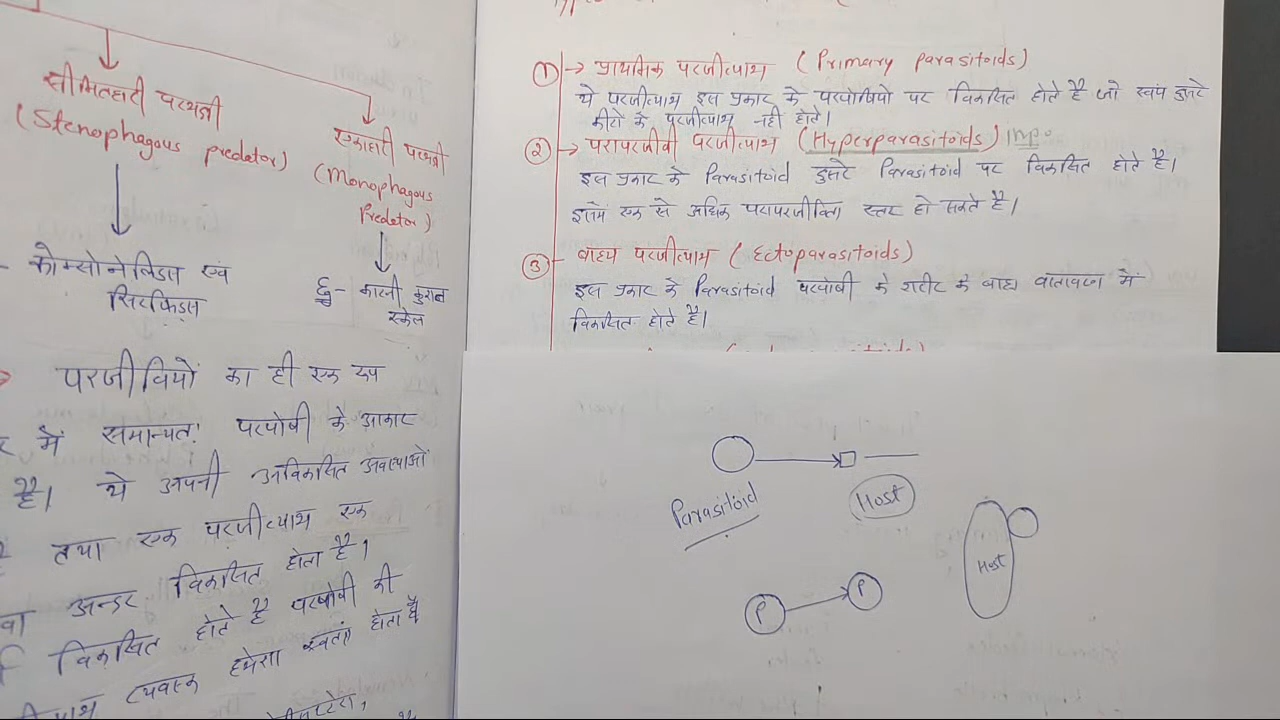 सीमितहारी परभक्षी
(Stenophagous predator)
एकाहारी परभक्षी
(Monophagous
Predator)
कोक्सीनेलिडस एवं
सिरफिड्स
कुशन
स्केल
परजीवियों का ही एक रूप
में समान्यतः परपोषी के आकार
है। ये अपनी अविकसित अवस्थाओं
तथा एक परजीव्याभ एक
अन्दर विकसित होता है।
विकसित होते है परपोषी की
व्यस्क हमेशा स्वतंत्र होता है
① → प्राथमिक परजीव्याभ (Primary parasitoids)
ये परजीव्याभ इस प्रकार के परपोषियो पर विकसित होते है जो स्वयं दुसरे
कीटो के परजीव्याभ नही होते।
② → परापरजीवी परजीव्याभ (Hyperparasitoids) Imp.
इस प्रकार के Parasitoid दुसरे Parasitoid पर विकसित होते है।
इसमें एक से अधिक परापरजीविता स्तर हो सकते है।
③ - बाह्य परजीव्याभ (Ectoparasitoids)
इस प्रकार के Parasitoid परपोषी के शरीर के बाह्य वातावरण में
विकसित होते है।
Parasitoid
Host
Host
P P